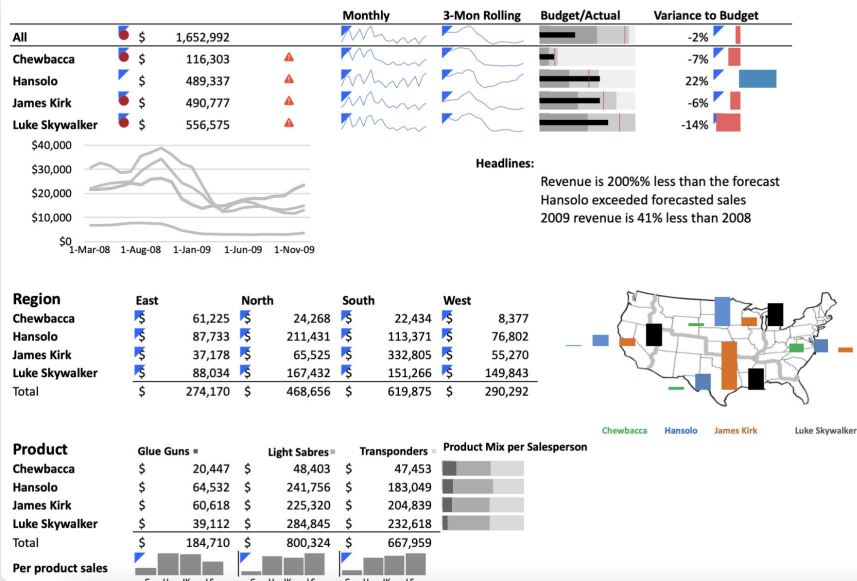 Monthly 3-Mon Rolling Budget/Actual Variance to Budget
All $ 1,652,992 -2%
Chewbacca $ 116,303 -7%
Hansolo $ 489,337 22%
James Kirk $ 490,777 -6%
Luke Skywalker $ 556,575 -14%
$40,000
$30,000
$20,000
$10,000
$0
1-Mar-08 1-Aug-08 1-Jan-09 1-Jun-09 1-Nov-09
Headlines:
Revenue is 200%% less than the forecast
Hansolo exceeded forecasted sales
2009 revenue is 41% less than 2008
Region East North South West
Chewbacca $ 61,225 $ 24,268 $ 22,434 $ 8,377
Hansolo $ 87,733 $ 211,431 $ 113,371 $ 76,802
James Kirk $ 37,178 $ 65,525 $ 332,805 $ 55,270
Luke Skywalker $ 88,034 $ 167,432 $ 151,266 $ 149,843
Total $ 274,170 $ 468,656 $ 619,875 $ 290,292
Chewbacca Hansolo James Kirk Luke Skywalker
Product Glue Guns Light Sabres Transponders Product Mix per Salesperson
Chewbacca $ 20,447 $ 48,403 $ 47,453
Hansolo $ 64,532 $ 241,756 $ 183,049
James Kirk $ 60,618 $ 225,320 $ 204,839
Luke Skywalker $ 39,112 $ 284,845 $ 232,618
Total $ 184,710 $ 800,324 $ 667,959
Per product sales